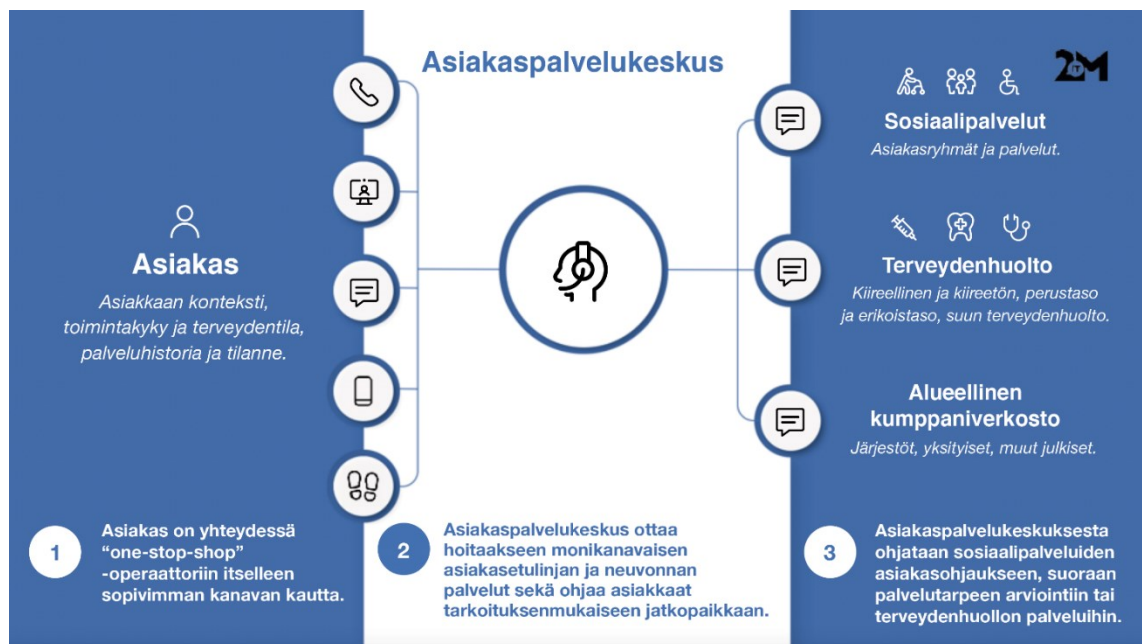 Asiakaspalvelukeskus
2M
IT
Asiakas
Asiakkaan konteksti,
toimintakyky ja terveydentila,
palveluhistoria ja tilanne.
Sosiaalipalvelut
Asiakasryhmät ja palvelut.
Terveydenhuolto
Kiireellinen ja kiireetön, perustaso
ja erikoistaso, suun terveydenhuolto.
Alueellinen
kumppaniverkosto
Järjestöt, yksityiset, muut julkiset.
1
Asiakas on yhteydessä
“one-stop-shop”
-operaattoriin itselleen
sopivimman kanavan kautta.
2
Asiakaspalvelukeskus ottaa
hoitaakseen monikanavaisen
asiakasetulinjan ja neuvonnan
palvelut sekä ohjaa asiakkaat
tarkoituksenmukaiseen jatkopaikkaan.
3
Asiakaspalvelukeskuksesta
ohjataan sosiaalipalveluiden
asiakasohjaukseen, suoraan
palvelutarpeen arviointiin tai
terveydenhuollon palveluihin.